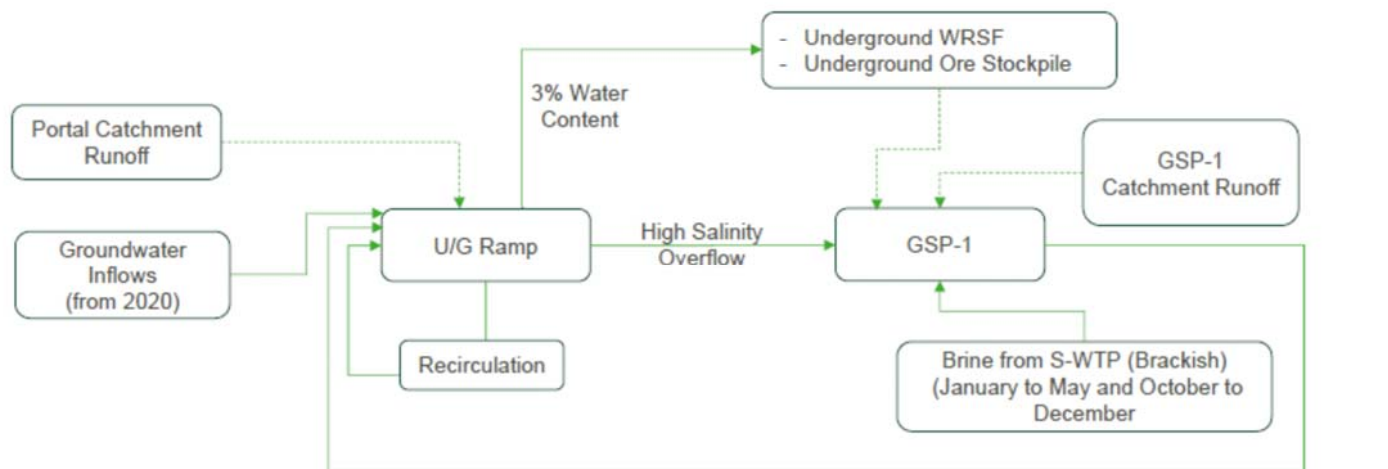 - Underground WRSF
- Underground Ore Stockpile
3% Water
Content
Portal Catchment
Runoff
GSP-1
Catchment Runoff
Groundwater
Inflows
(from 2020)
U/G Ramp
High Salinity
Overflow
GSP-1
Recirculation
Brine from S-WTP (Brackish)
(January to May and October to
December